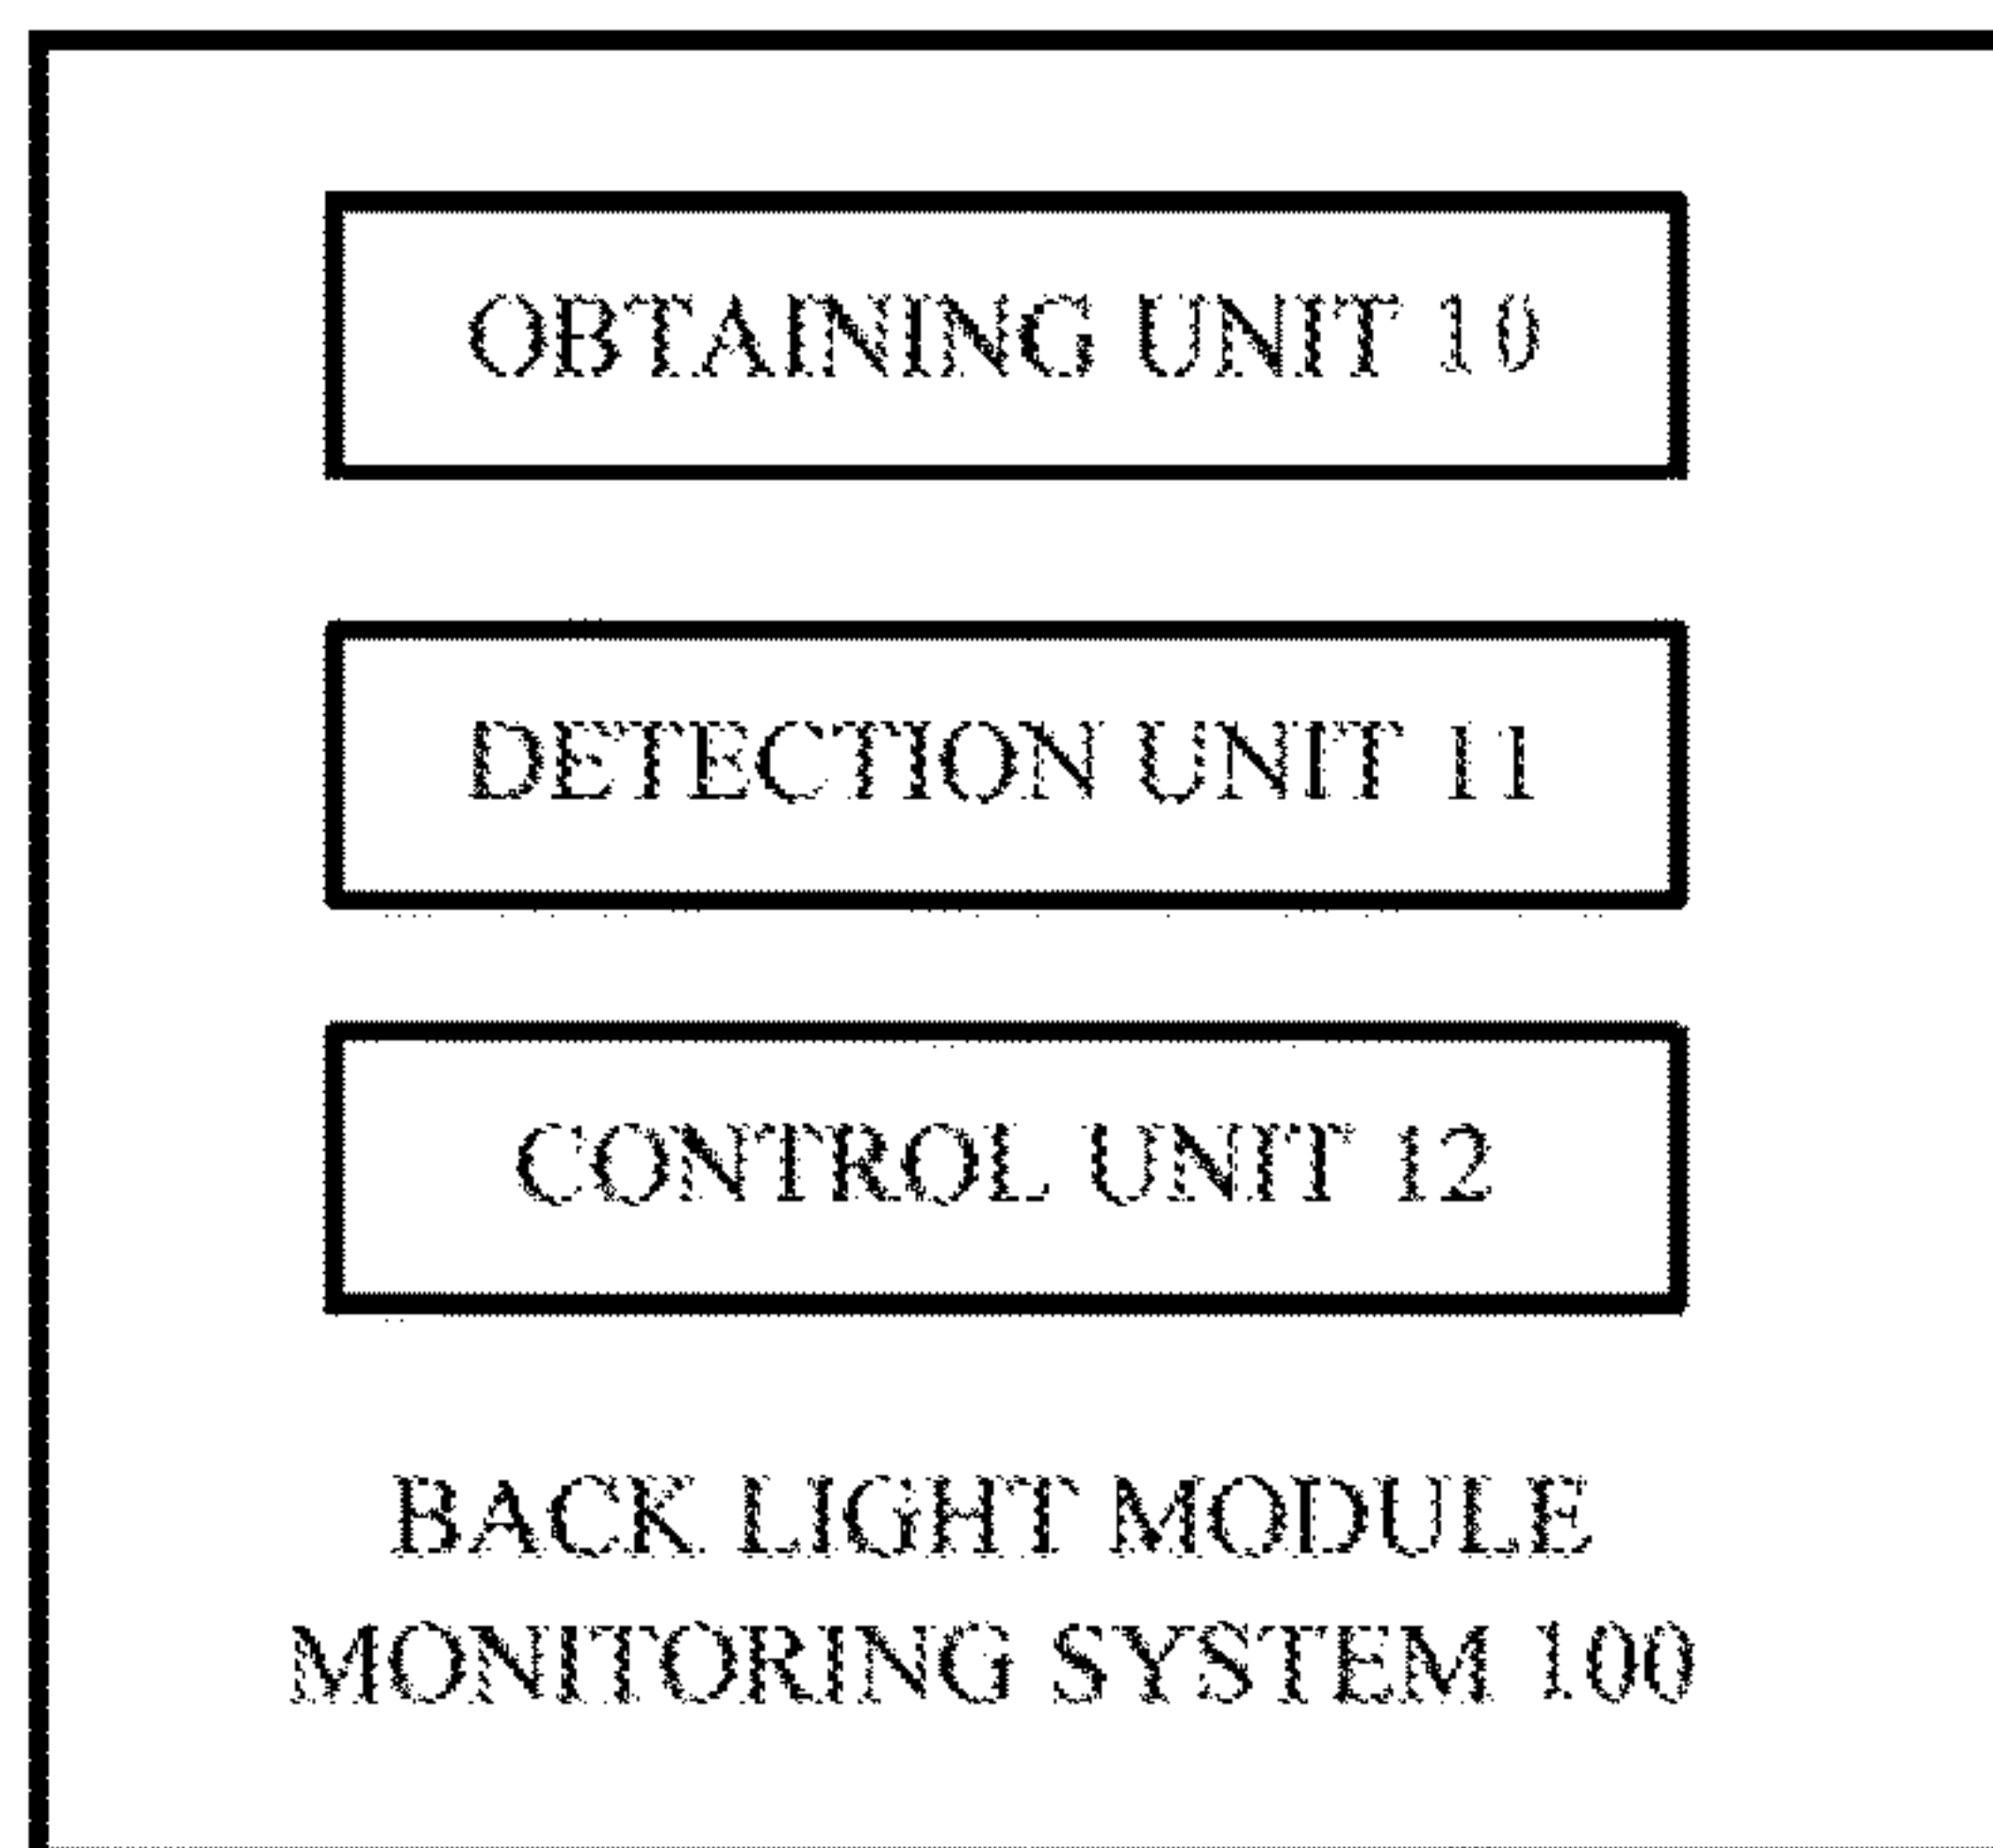 OBTAINING UNIT 10
DETECTION UNIT 11
CONTROL UNIT 12
BACK LIGHT MODULE
MONITORING SYSTEM 100